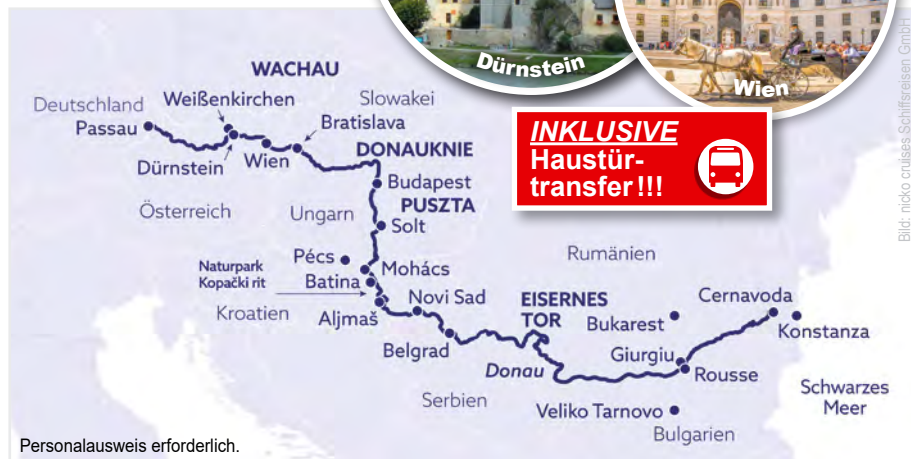 Dürnstein
Wien
Bild: nicko cruises Schiffsreisen GmbH
INKLUSIVE
Haustür-
transfer !!!
WACHAU
Deutschland
Weißenkirchen
Slowakei
Passau
Bratislava
Dürnstein
Wien
DONAUKNIE
Budapest
Österreich
Ungarn
PUSZTA
Solt
Rumänien
Pécs
Mohács
Naturpark
Kopački rit
Batina
Kroatien
Aljmaš
Novi Sad
EISERNES
TOR
Bukarest
Cernavoda
Konstanza
Belgrad
Donau
Giurgiu
Rousse
Serbien
Veliko Tarnovo
Bulgarien
Schwarzes
Meer
Personalausweis erforderlich.